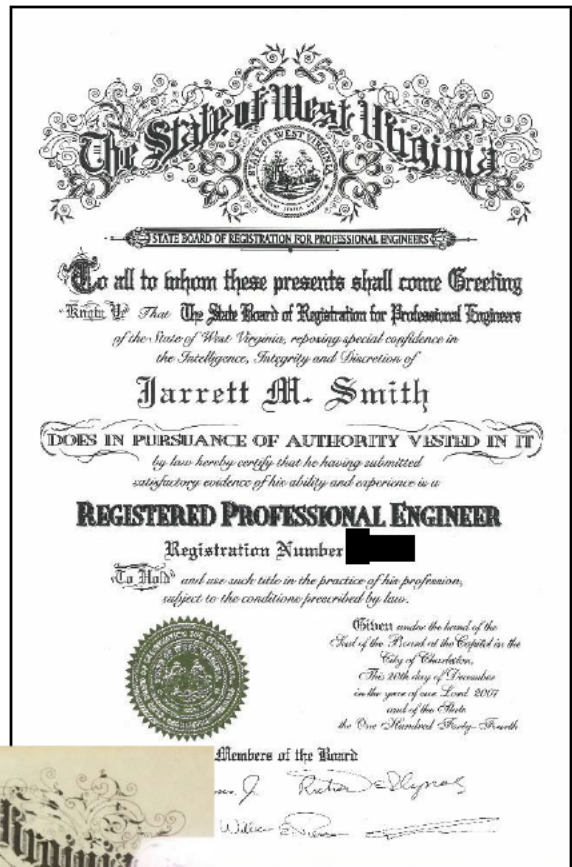 The State of West Virginia
STATE OF WEST VIRGINIA
STATE BOARD OF REGISTRATION FOR PROFESSIONAL ENGINEERS
To all to whom these presents shall come Greeting
Know Ye That The State Board of Registration for Professional Engineers
of the State of West Virginia, reposing special confidence in
the Intelligence, Integrity and Discretion of
Jarrett M. Smith
DOES IN PURSUANCE OF AUTHORITY VESTED IN IT
by law hereby certify that he having submitted
satisfactory evidence of his ability and experience is a
REGISTERED PROFESSIONAL ENGINEER
Registration Number
To Hold and use such title in the practice of his profession,
subject to the conditions prescribed by law.
Given under the hand of the
Seal of the Board at the Capitol in the
City of Charleston,
This 20th day of December
in the year of our Lord 2007
and of the State
the One Hundred Forty-Fourth
Members of the Board
William
Virginia